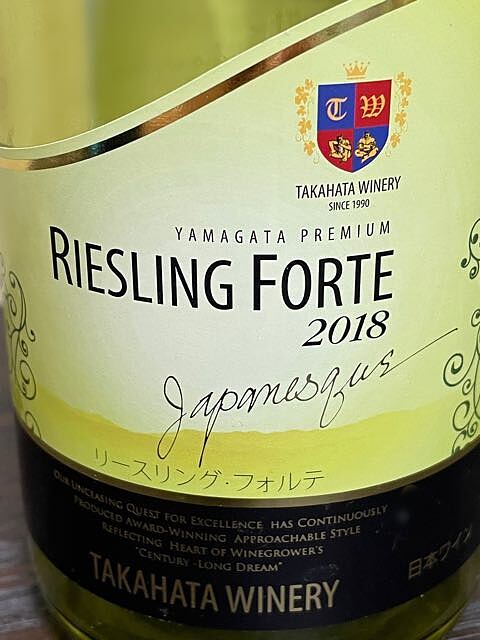 T W
TAKAHATA WINERY
SINCE 1990
YAMAGATA PREMIUM
RIESLING FORTE
2018
Japanesque
リースリング・フォルテ
OUR UNCEASING QUEST FOR EXCELLENCE HAS CONTINUOUSLY
PRODUCED AWARD-WINNING APPROACHABLE STYLE
REFLECTING HEART OF WINEGROWER'S
"CENTURY -LONG DREAM"
TAKAHATA WINERY
日本ワイン